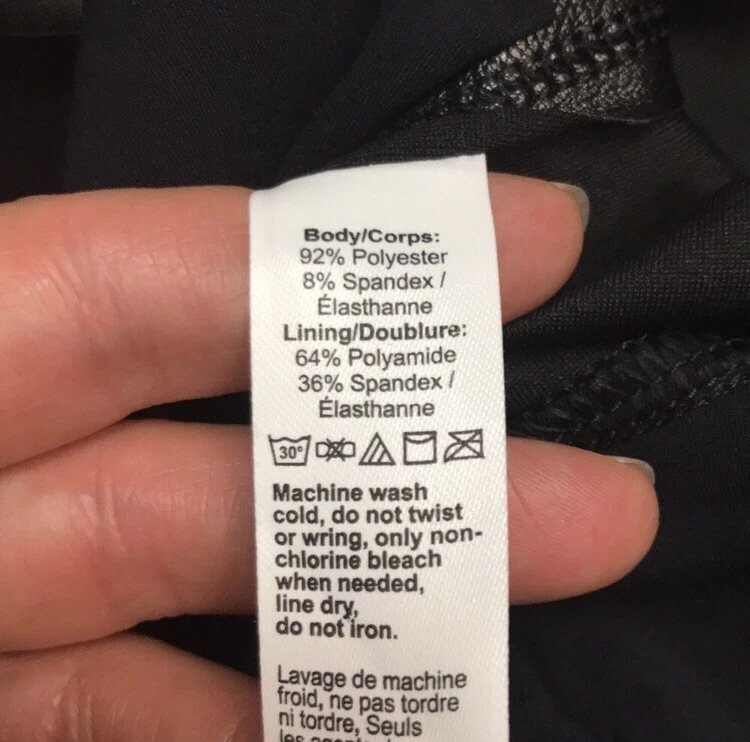 Body/Corps:
92% Polyester
8% Spandex /
Élasthanne
Lining/Doublure:
64% Polyamide
36% Spandex /
Élasthanne
30°
Machine wash
cold, do not twist
or wring, only non-
chlorine bleach
when needed,
line dry,
do not iron.
Lavage de machine
froid, ne pas tordre
ni tordre, Seuls
les